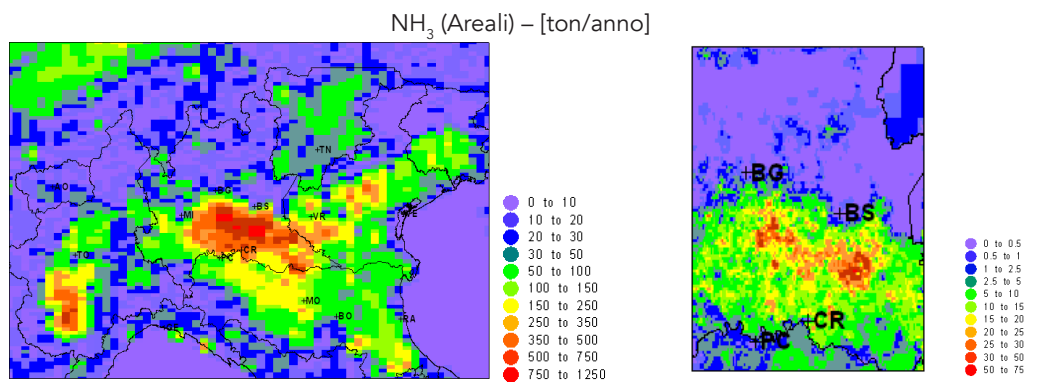 NH₃ (Areali) – [ton/anno]
+TN
+AO
+BG
+MI
+BS
+VR
+VE
+TO
+PC
+CR
+MO
+GE
+BO
+RA
0 to 10
10 to 20
20 to 30
30 to 50
50 to 100
100 to 150
150 to 250
250 to 350
350 to 500
500 to 750
750 to 1250
+BG
+BS
+CR
+PC
0 to 0.5
0.5 to 1
1 to 2.5
2.5 to 5
5 to 10
10 to 15
15 to 20
20 to 25
25 to 30
30 to 50
50 to 75